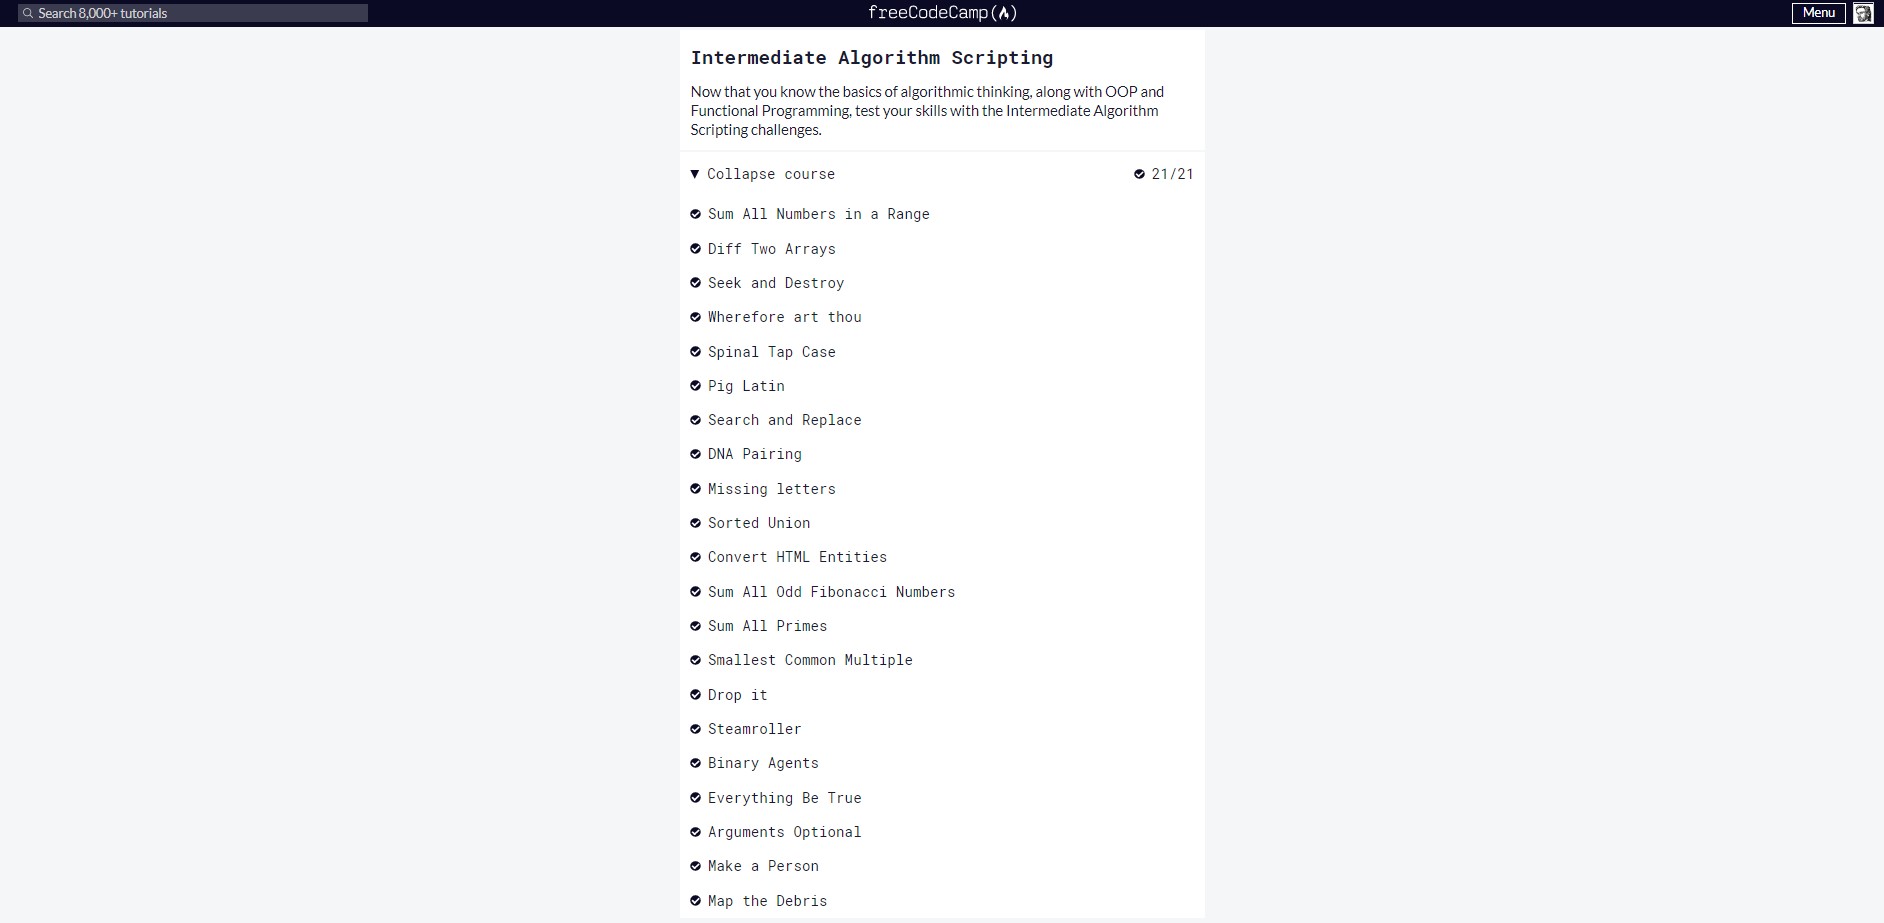 Search 8,000+ tutorials
freeCodeCamp
Menu
Intermediate Algorithm Scripting
Now that you know the basics of algorithmic thinking, along with OOP and
Functional Programming, test your skills with the Intermediate Algorithm
Scripting challenges.
Collapse course 21/21
Sum All Numbers in a Range
Diff Two Arrays
Seek and Destroy
Wherefore art thou
Spinal Tap Case
Pig Latin
Search and Replace
DNA Pairing
Missing letters
Sorted Union
Convert HTML Entities
Sum All Odd Fibonacci Numbers
Sum All Primes
Smallest Common Multiple
Drop it
Steamroller
Binary Agents
Everything Be True
Arguments Optional
Make a Person
Map the Debris